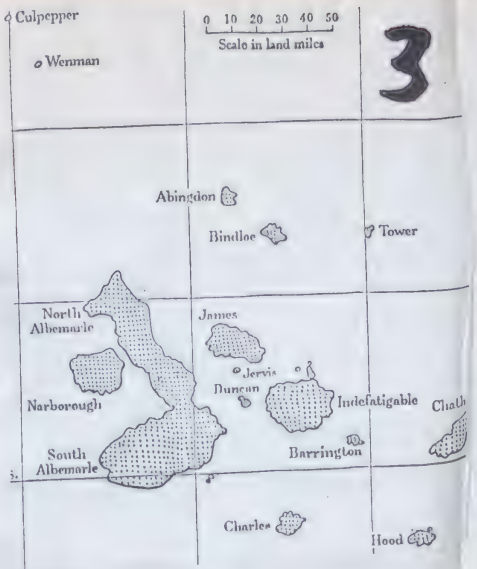 Culpepper
0 10 20 30 40 50
Scale in land miles
3
Wenman
Abingdon
Bindloe
Tower
North
Albemarle
James
Jervis
Duncan
Narborough
Indefatigable
Chath
South
Albemarle
Barrington
s.
Charles
Hood